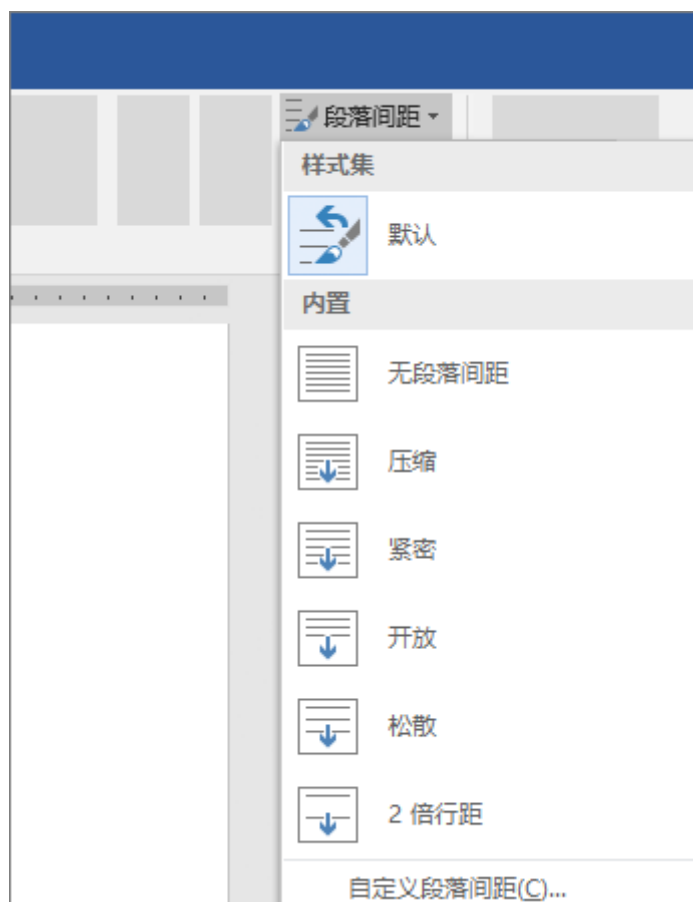 段落间距
样式集
默认
内置
无段落间距
压缩
紧密
开放
松散
2 倍行距
自定义段落间距(C)...